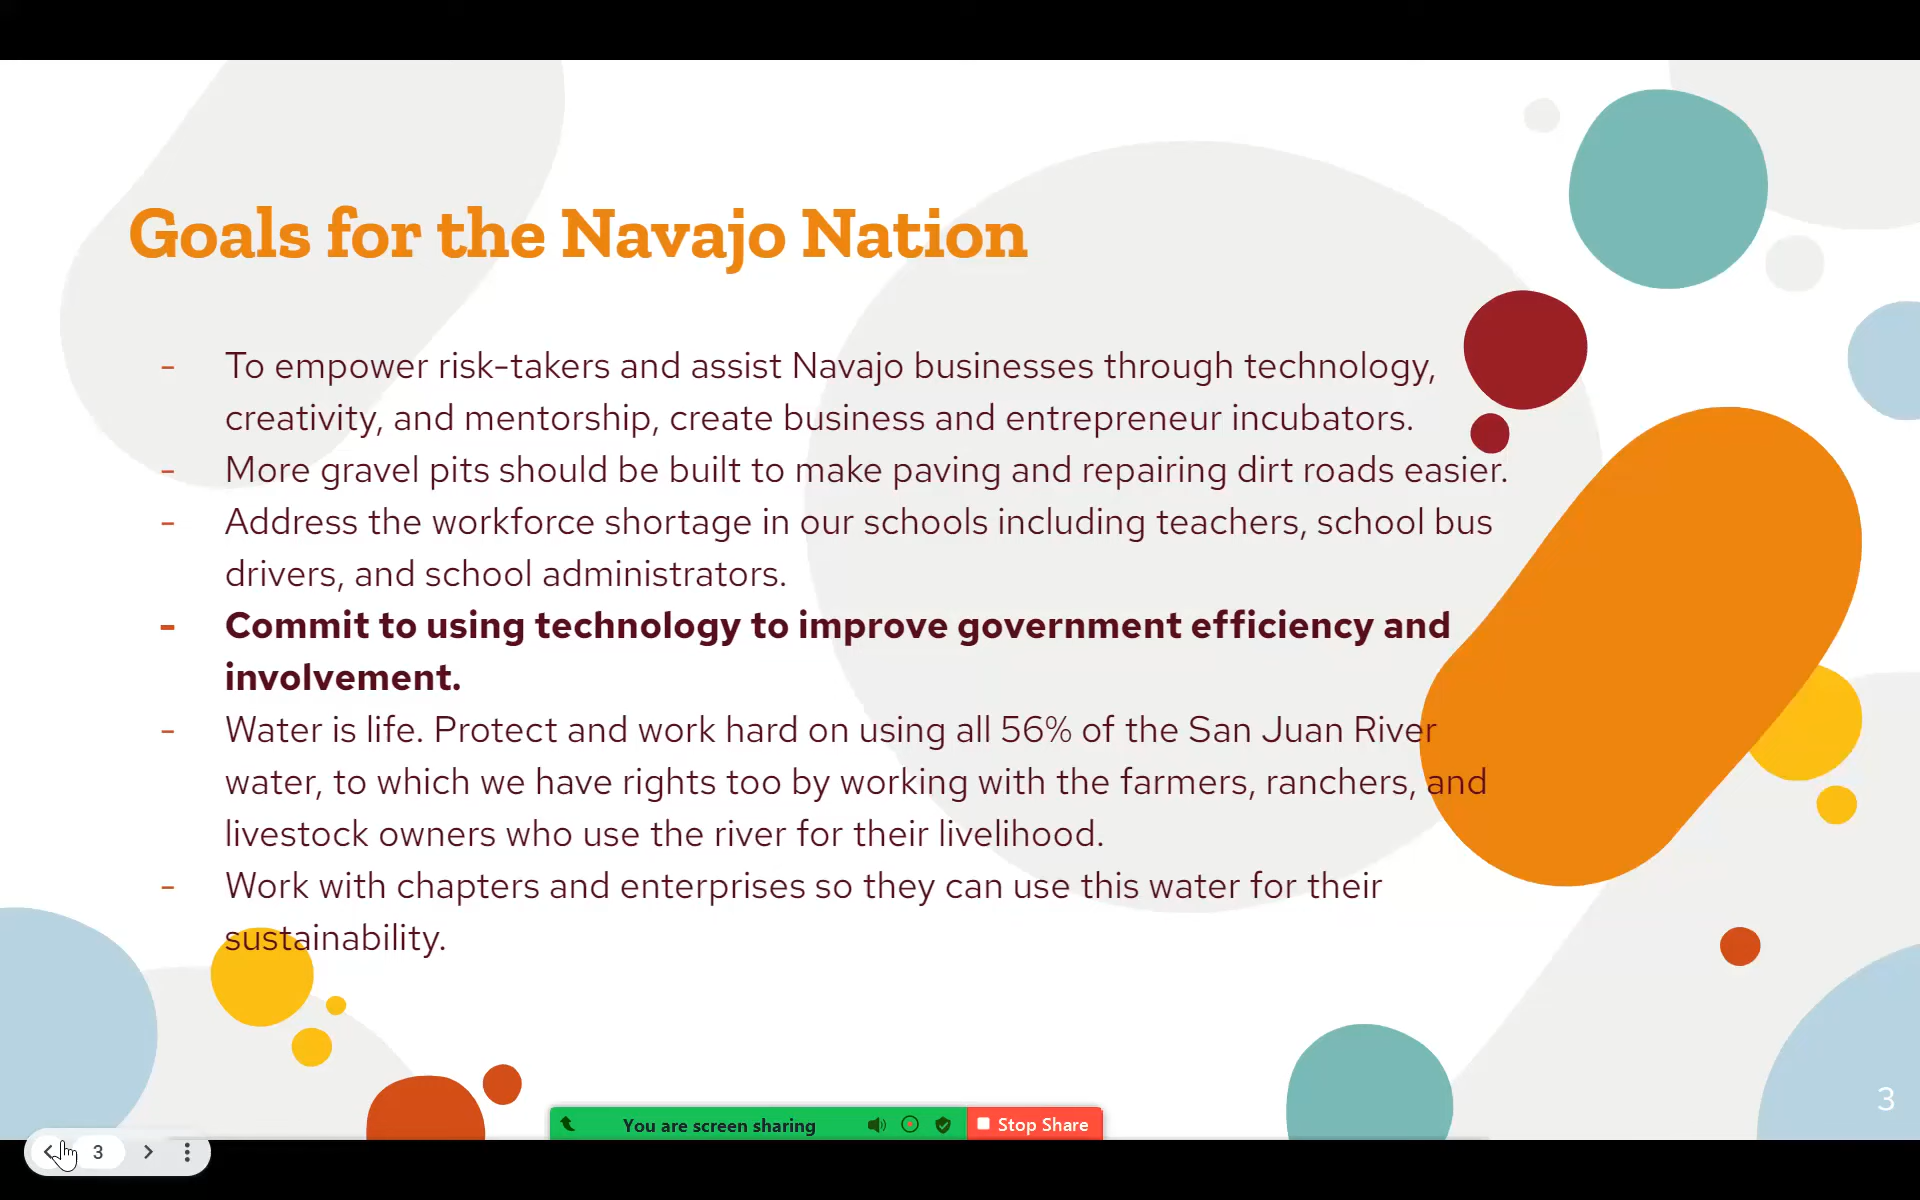 Goals for the Navajo Nation
- To empower risk-takers and assist Navajo businesses through technology,
creativity, and mentorship, create business and entrepreneur incubators.
- More gravel pits should be built to make paving and repairing dirt roads easier.
- Address the workforce shortage in our schools including teachers, school bus
drivers, and school administrators.
- Commit to using technology to improve government efficiency and
involvement.
- Water is life. Protect and work hard on using all 56% of the San Juan River
water, to which we have rights too by working with the farmers, ranchers, and
livestock owners who use the river for their livelihood.
- Work with chapters and enterprises so they can use this water for their
sustainability.
3
You are screen sharing
Stop Share
3